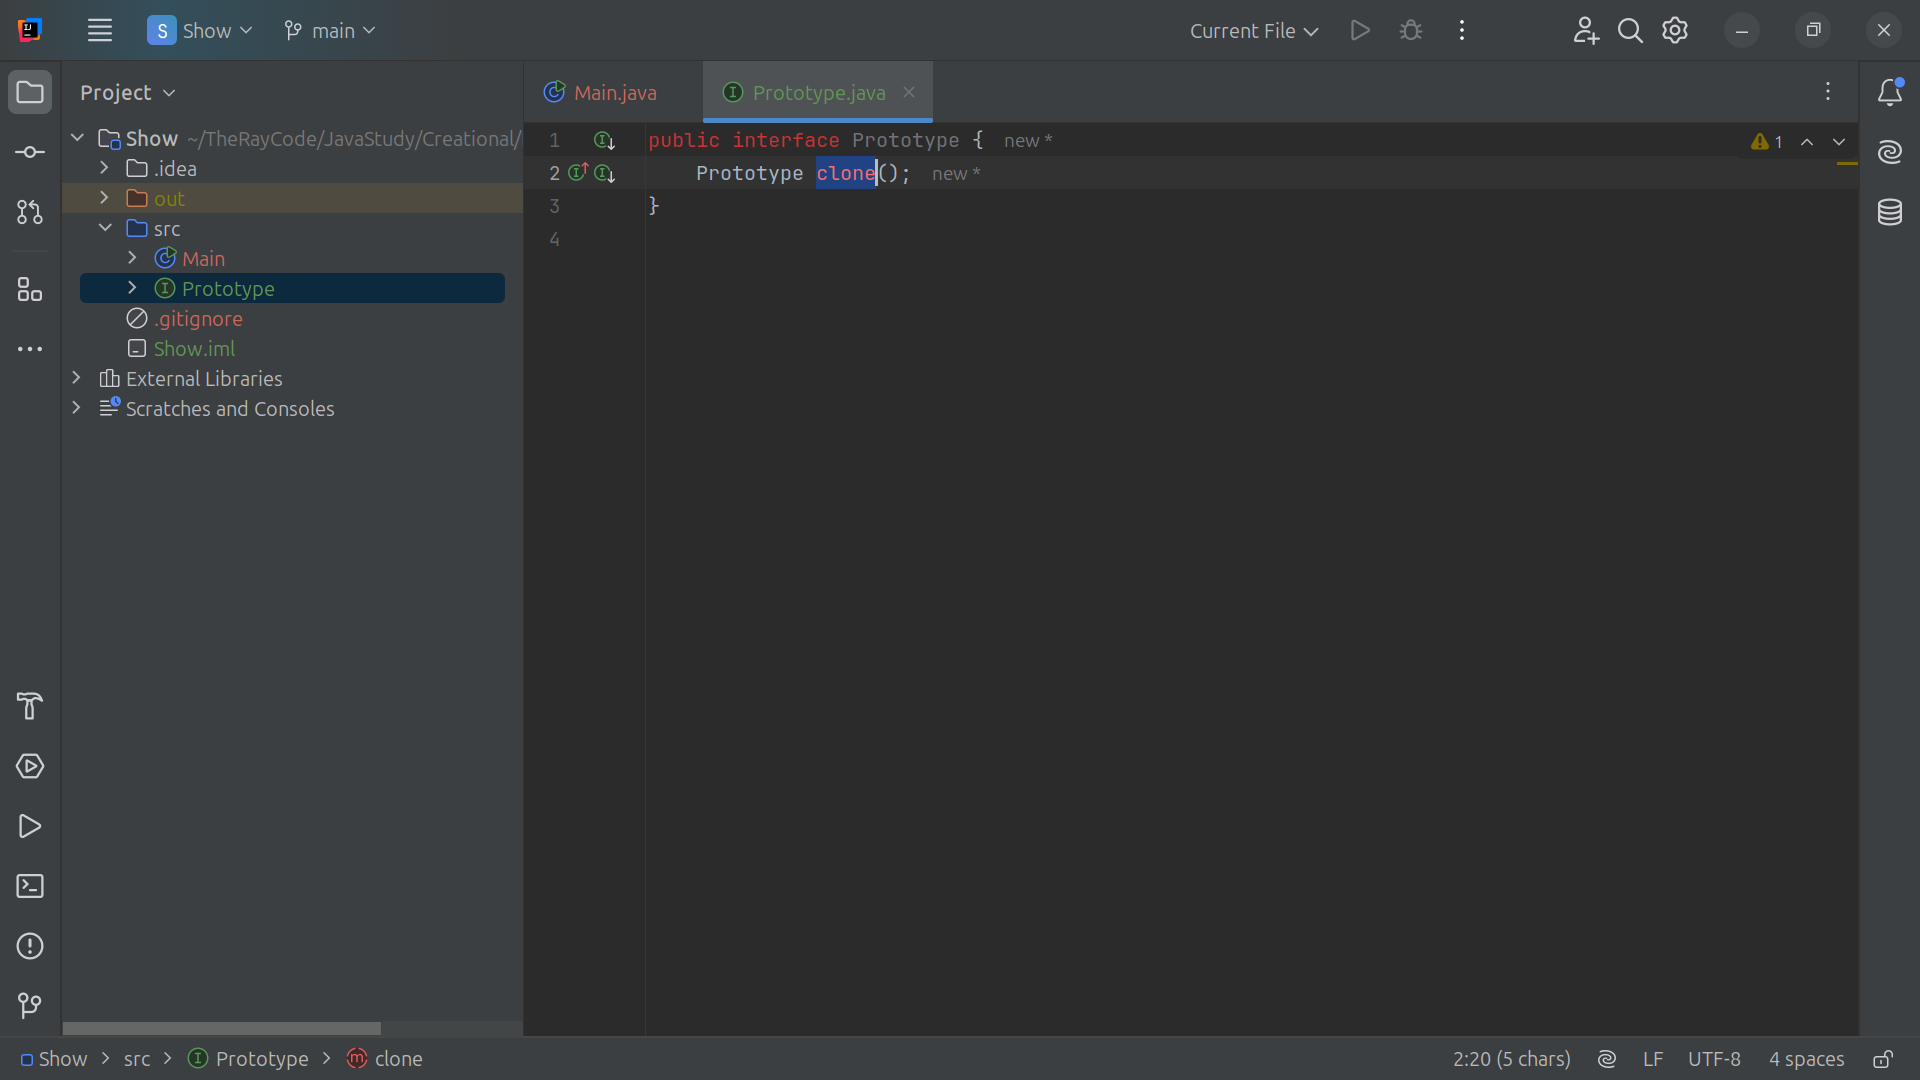 S Show main Current File
Project
Main.java Prototype.java
Show ~/TheRayCode/JavaStudy/Creational/
.idea
out
src
Main
Prototype
.gitignore
Show.iml
External Libraries
Scratches and Consoles
1 public interface Prototype { new *
2 Prototype clone(); new *
3 }
4
1
Show > src > Prototype > clone
2:20 (5 chars) LF UTF-8 4 spaces